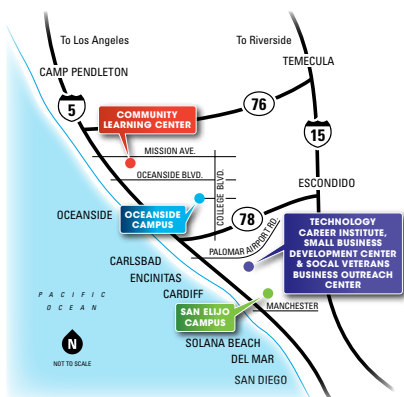 To Los Angeles
To Riverside
TEMECULA
CAMP PENDLETON
5
76
15
COMMUNITY
LEARNING CENTER
MISSION AVE.
OCEANSIDE BLVD.
COLLEGE BLVD.
ESCONDIDO
OCEANSIDE
OCEANSIDE
CAMPUS
78
PALOMAR AIRPORT RD.
TECHNOLOGY
CAREER INSTITUTE,
SMALL BUSINESS
DEVELOPMENT CENTER
& SOCAL VETERANS
BUSINESS OUTREACH
CENTER
CARLSBAD
ENCINITAS
CARDIFF
PACIFIC
OCEAN
SAN ELIJO
CAMPUS
MANCHESTER
N
NOT TO SCALE
SOLANA BEACH
DEL MAR
SAN DIEGO